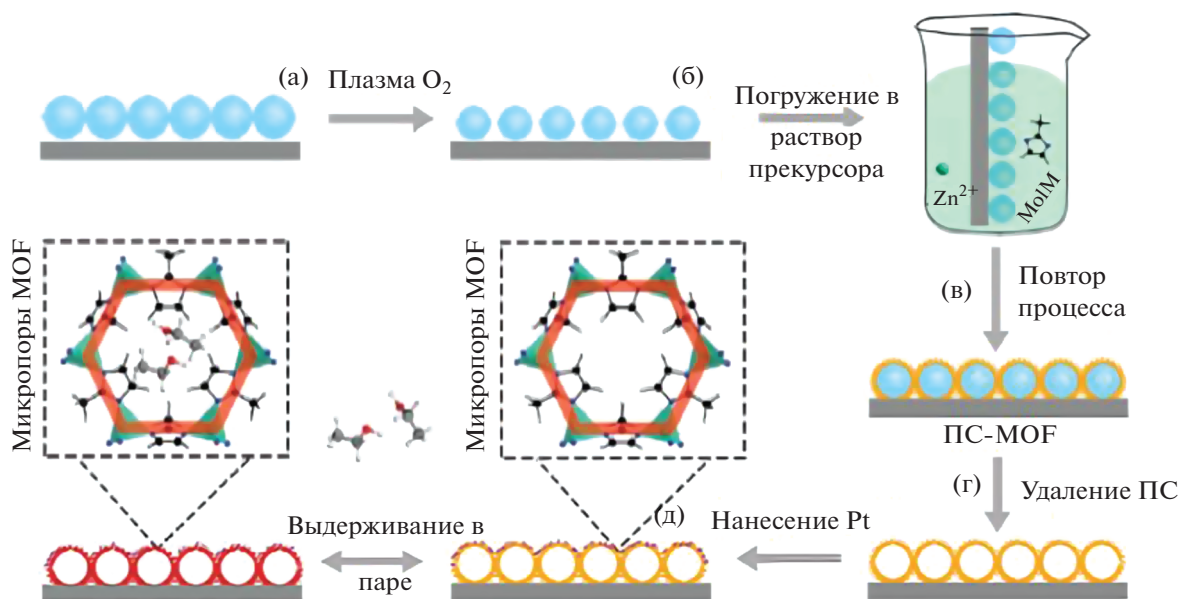 (а)
Плазма O₂
(б)
Погружение в
раствор
прекурсора
Zn²⁺
MolM
Микропоры MOF
Микропоры MOF
(в)
Повтор
процесса
ПС-MOF
(г)
Удаление ПС
(д)
Нанесение Pt
Выдерживание в
паре